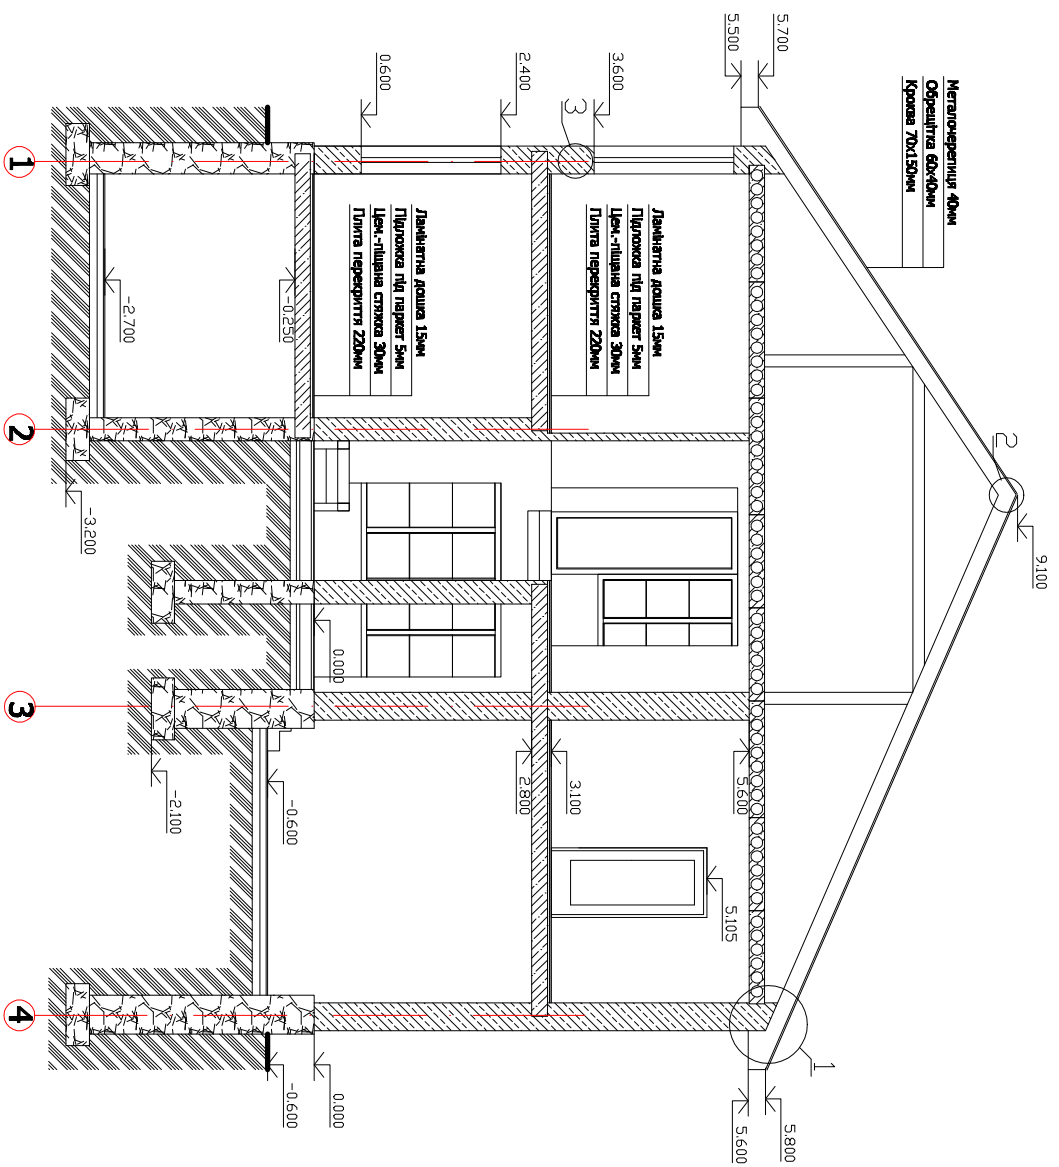 9.100
2
Металочерепиця 40мм
Обрешітка 60х40мм
Кроква 70х150мм
1
5.700
5.800
5.500
5.600
5.600
5.105
Ламінатна дошка 15мм
Підложка під паркет 5мм
Цем.-піщана стяжка 30мм
Плита перекриття 220мм
3.600
3
3.100
2.400
2.800
Ламінатна дошка 15мм
Підложка під паркет 5мм
Цем.-піщана стяжка 30мм
Плита перекриття 220мм
0.600
0.000
0.000
-0.250
-0.600
-0.600
-2.100
-2.700
-3.200
1
2
3
4